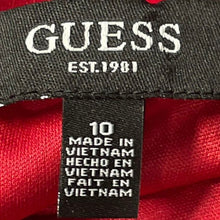 GUESS
EST.1981
10
MADE IN
VIETNAM
HECHO EN
VIETNAM
FAIT EN
VIETNAM